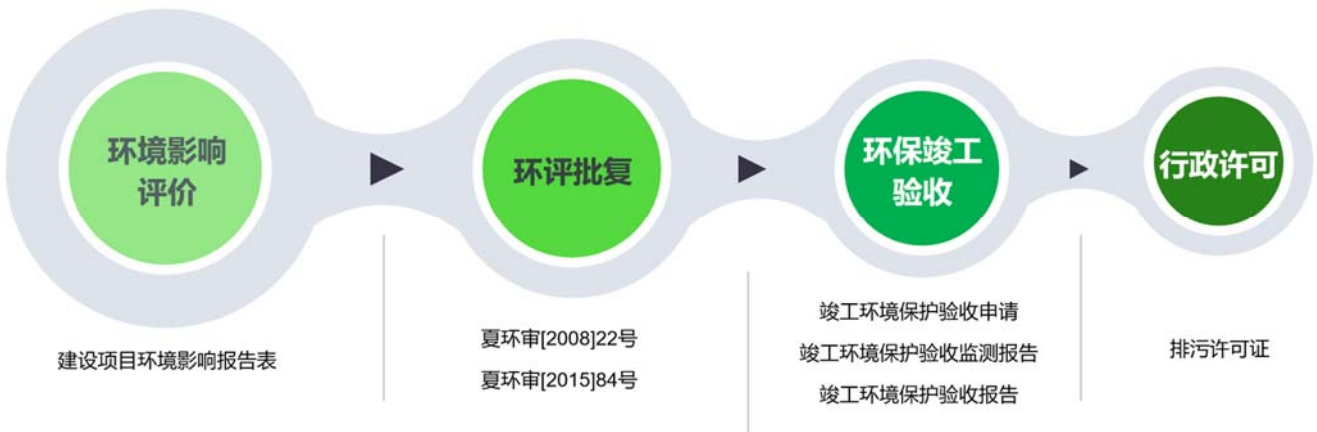 环境影响
评价
环评批复
环保竣工
验收
行政许可
建设项目环境影响报告表
夏环审[2008]22号
夏环审[2015]84号
竣工环境保护验收申请
竣工环境保护验收监测报告
竣工环境保护验收报告
排污许可证